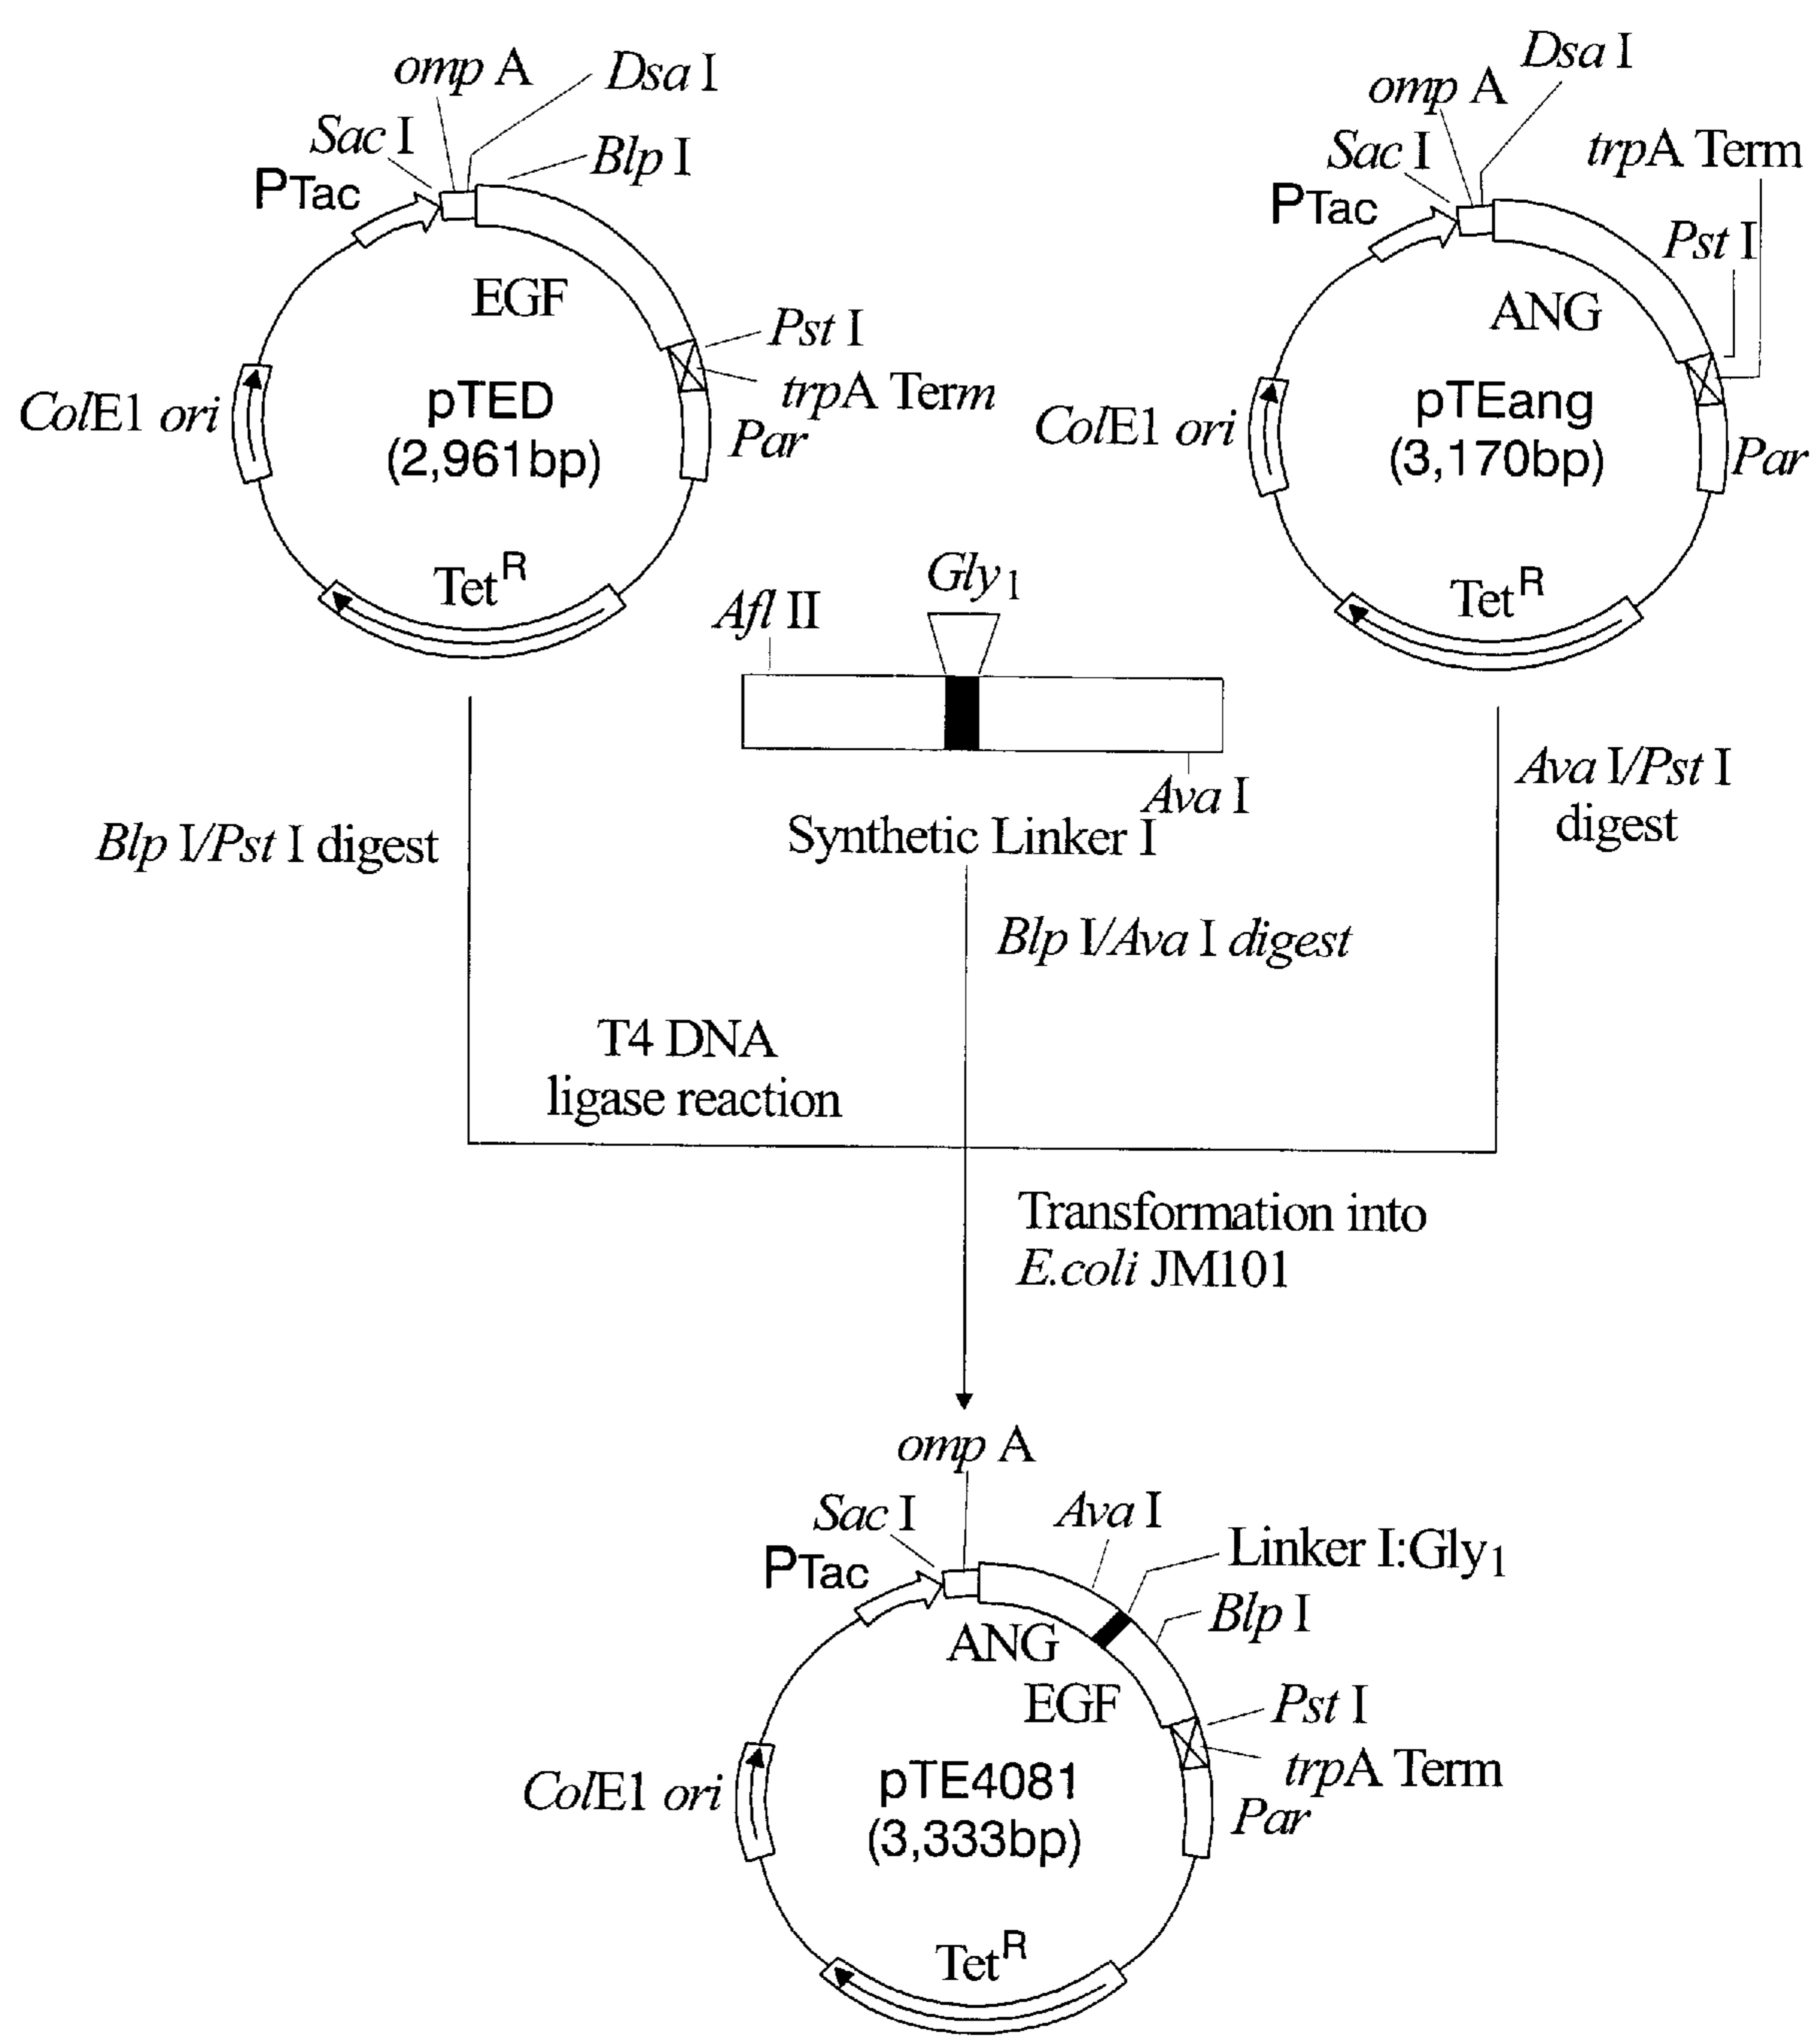 omp A
Dsa I
Sac I
Blp I
PTac
EGF
Pst I
trpA Term
ColE1 ori
pTED
(2,961bp)
Par
Tet R
Dsa I
omp A
Sac I
trpA Term
PTac
Pst I
ANG
ColE1 ori
pTEang
(3,170bp)
Par
Tet R
Gly1
Afl II
Ava I
Synthetic Linker I
Blp I/Pst I digest
Ava I/Pst I
digest
Blp I/Ava I digest
T4 DNA
ligase reaction
Transformation into
E.coli JM101
omp A
Sac I
Ava I
PTac
Linker I:Gly1
Blp I
ANG
EGF
Pst I
trpA Term
ColE1 ori
pTE4081
(3,333bp)
Par
Tet R